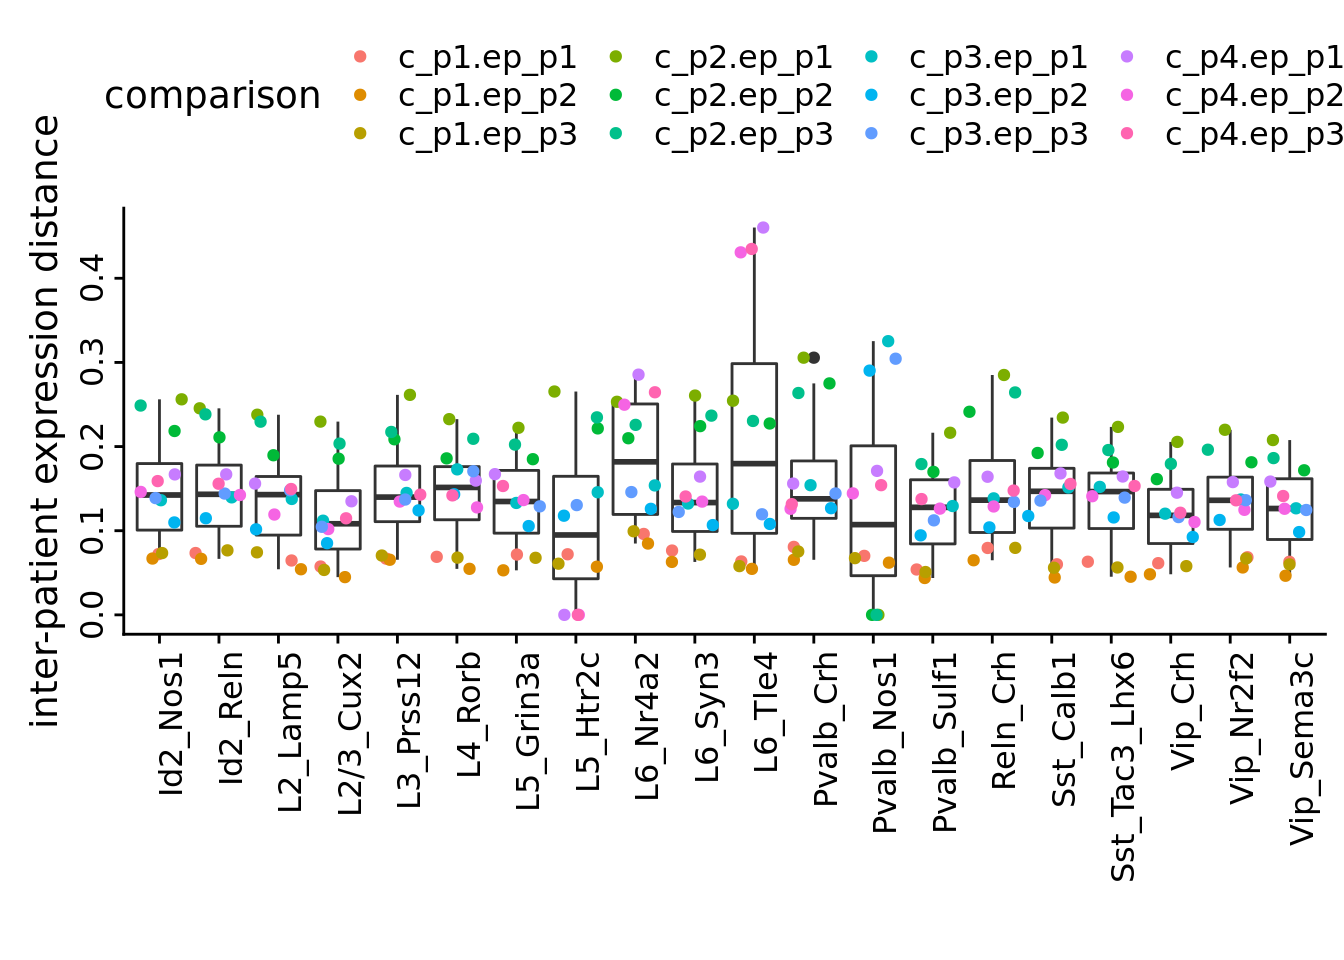 comparison
c_p1.ep_p1 c_p2.ep_p1 c_p3.ep_p1 c_p4.ep_p1
c_p1.ep_p2 c_p2.ep_p2 c_p3.ep_p2 c_p4.ep_p2
c_p1.ep_p3 c_p2.ep_p3 c_p3.ep_p3 c_p4.ep_p3
inter-patient expression distance
0.4
0.3
0.2
0.1
0.0
Id2_Nos1
Id2_Reln
L2_Lamp5
L2/3_Cux2
L3_Prss12
L4_Rorb
L5_Grin3a
L5_Htr2c
L6_Nr4a2
L6_Syn3
L6_Tle4
Pvalb_Crh
Pvalb_Nos1
Pvalb_Sulf1
Reln_Crh
Sst_Calb1
Sst_Tac3_Lhx6
Vip_Crh
Vip_Nr2f2
Vip_Sema3c